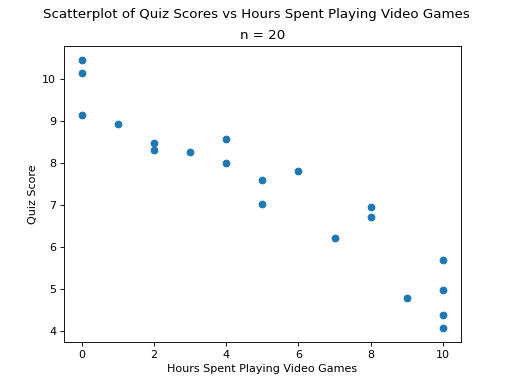 Scatterplot of Quiz Scores vs Hours Spent Playing Video Games
n = 20
Quiz Score
10
9
8
7
6
5
4
0 2 4 6 8 10
Hours Spent Playing Video Games